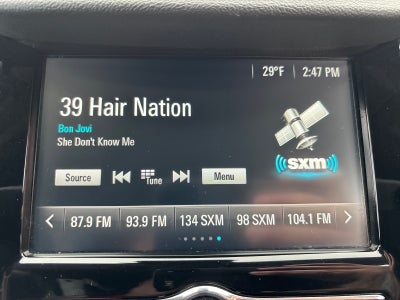 29°F 2:47 PM
39 Hair Nation
Bon Jovi
She Don't Know Me
sxm
Source Tune Menu
87.9 FM 93.9 FM 134 SXM 98 SXM 104.1 FM